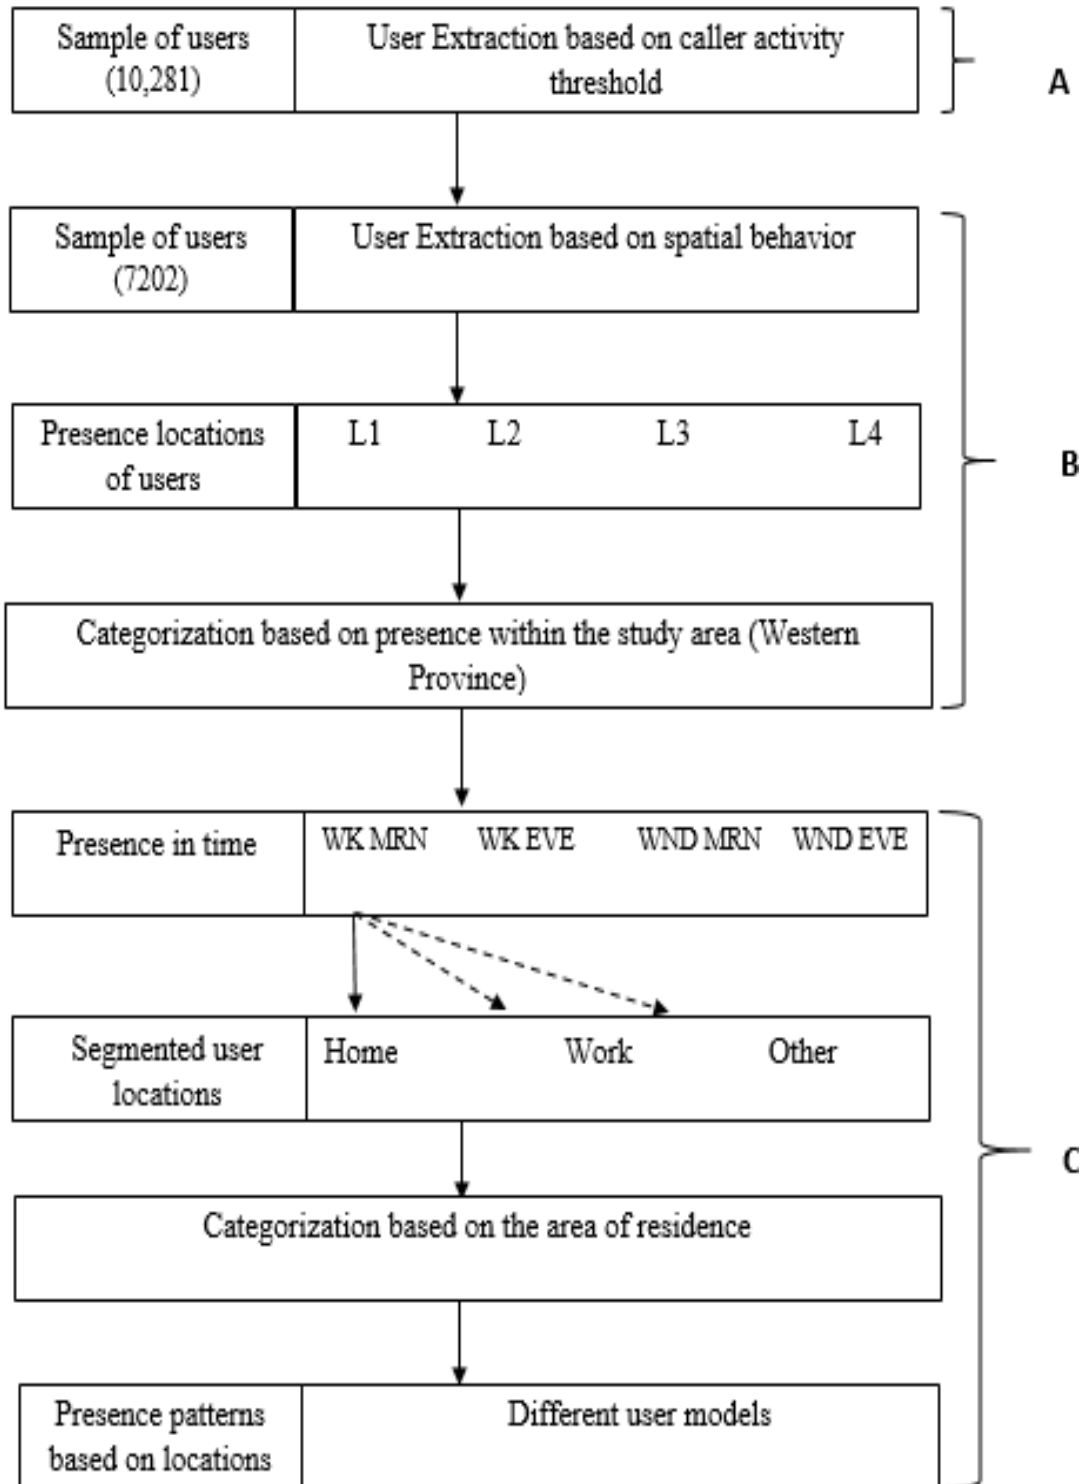 Sample of users
(10,281)
User Extraction based on caller activity
threshold
A
Sample of users
(7202)
User Extraction based on spatial behavior
Presence locations
of users
L1 L2 L3 L4
B
Categorization based on presence within the study area (Western
Province)
Presence in time
WK MRN WK EVE WND MRN WND EVE
Segmented user
locations
Home Work Other
C
Categorization based on the area of residence
Presence patterns
based on locations
Different user models